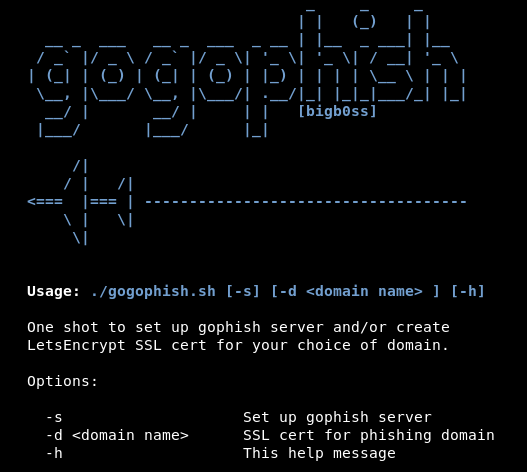 gogophish
[bigb0ss]
Usage: ./gogophish.sh [-s] [-d <domain name> ] [-h]
One shot to set up gophish server and/or create
LetsEncrypt SSL cert for your choice of domain.
Options:
-s Set up gophish server
-d <domain name> SSL cert for phishing domain
-h This help message